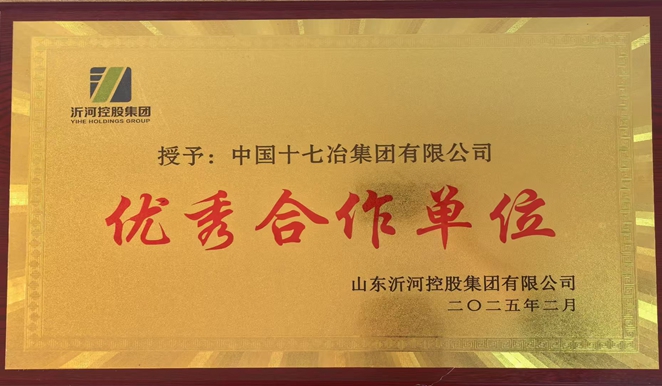 沂河控股集团
YIHE HOLDINGS GROUP
授予：中国十七冶集团有限公司
优秀合作单位
山东沂河控股集团有限公司
二〇二五年二月